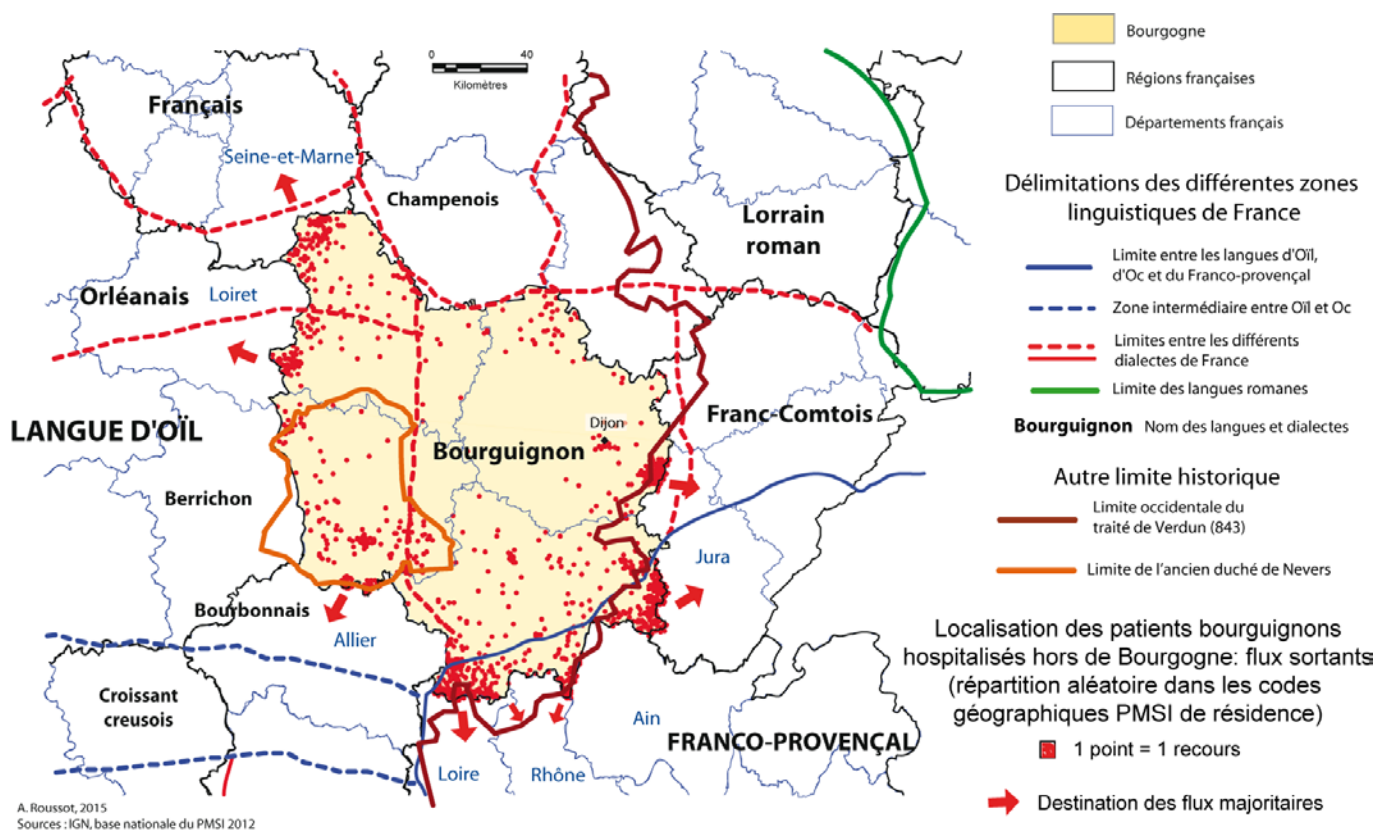 0 40
Kilomètres
Français
Seine-et-Marne
Champenois
Lorrain
roman
Orléanais
Loiret
Dijon
Franc-Comtois
LANGUE D'OÏL
Bourguignon
Berrichon
Jura
Bourbonnais
Allier
Croissant
creusois
Ain
FRANCO-PROVENÇAL
Loire
Rhône
A. Roussot, 2015
Sources : IGN, base nationale du PMSI 2012
Bourgogne
Régions françaises
Départements français
Délimitations des différentes zones
linguistiques de France
Limite entre les langues d'Oïl,
d'Oc et du Franco-provençal
Zone intermédiaire entre Oïl et Oc
Limites entre les différents
dialectes de France
Limite des langues romanes
Bourguignon Nom des langues et dialectes
Autre limite historique
Limite occidentale du
traité de Verdun (843)
Limite de l'ancien duché de Nevers
Localisation des patients bourguignons
hospitalisés hors de Bourgogne: flux sortants
(répartition aléatoire dans les codes
géographiques PMSI de résidence)
1 point = 1 recours
Destination des flux majoritaires